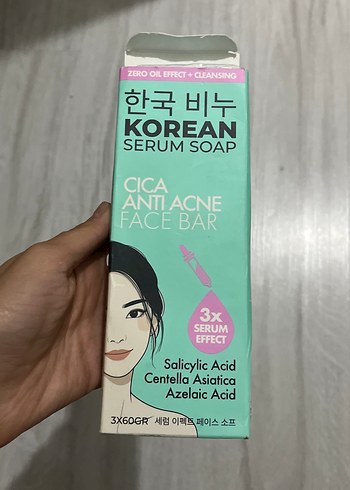 ZERO OIL EFFECT + CLEANSING
한국 비누
KOREAN
SERUM SOAP
CICA
ANTI ACNE
FACE BAR
3x
SERUM
EFFECT
Salicylic Acid
Centella Asiatica
Azelaic Acid
3X60GR 세럼 이펙트 페이스 소프